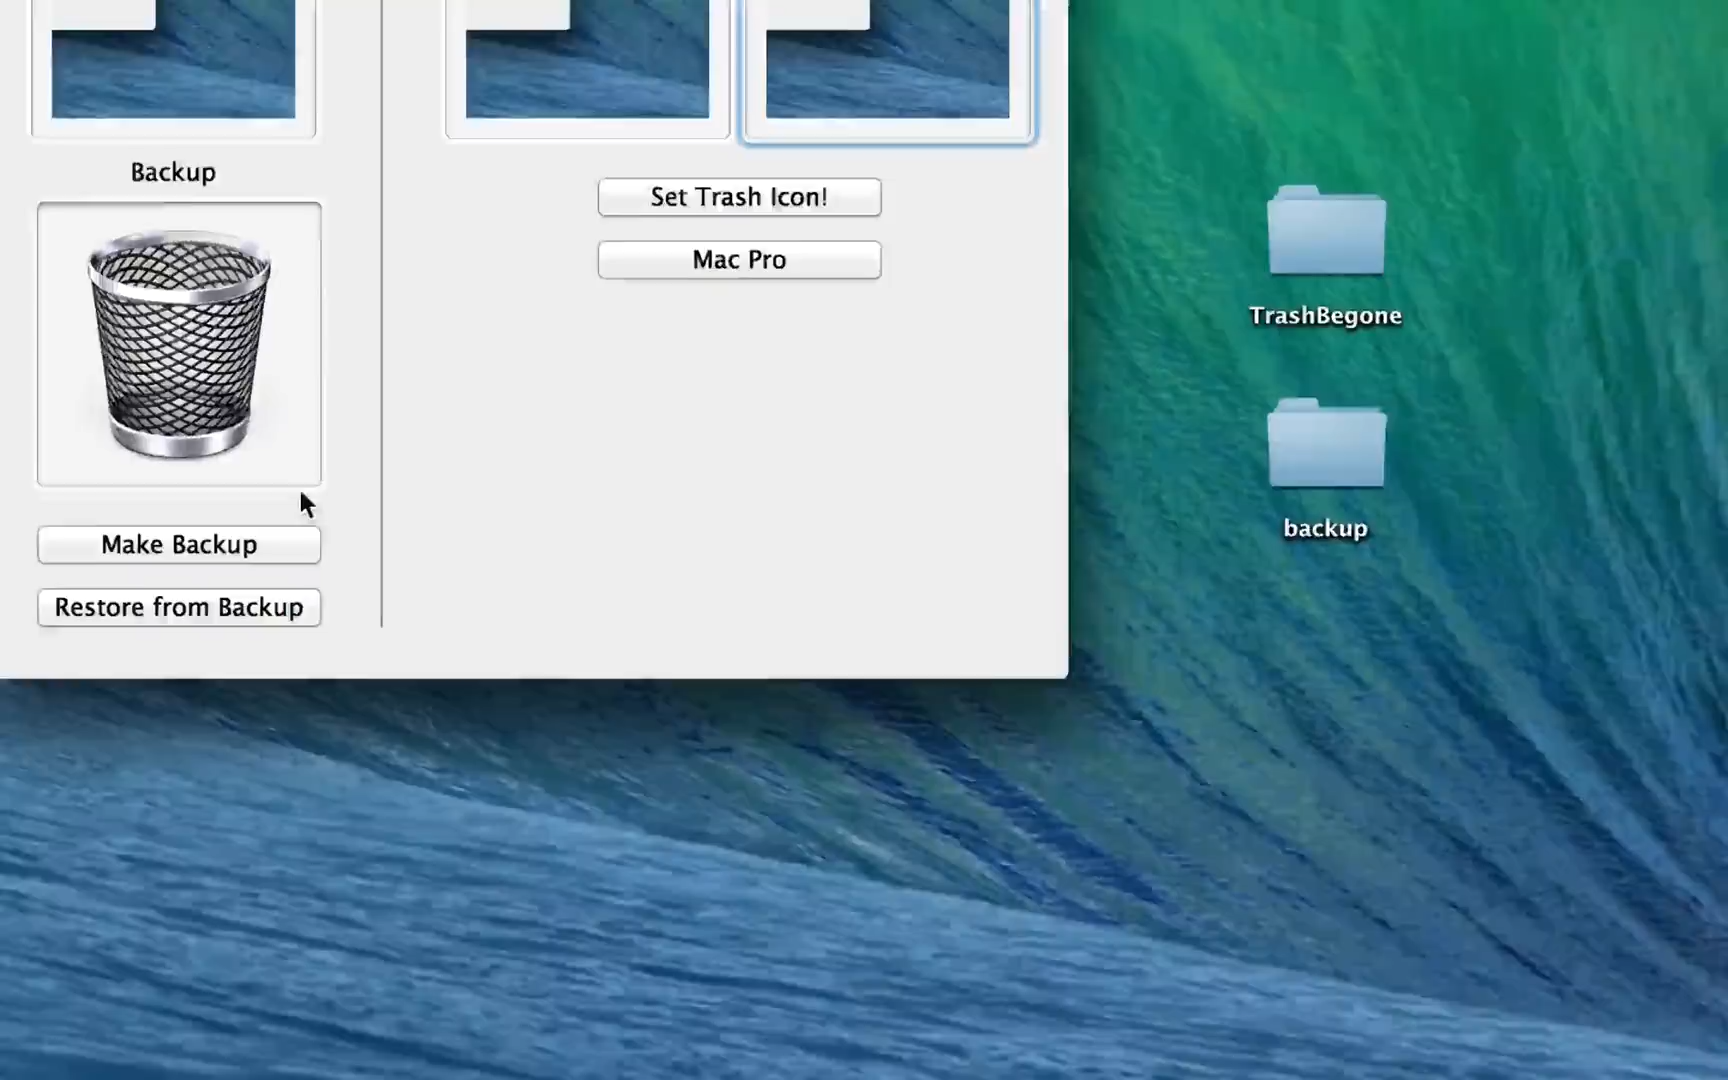 Backup
Set Trash Icon!
Mac Pro
TrashBegone
backup
Make Backup
Restore from Backup